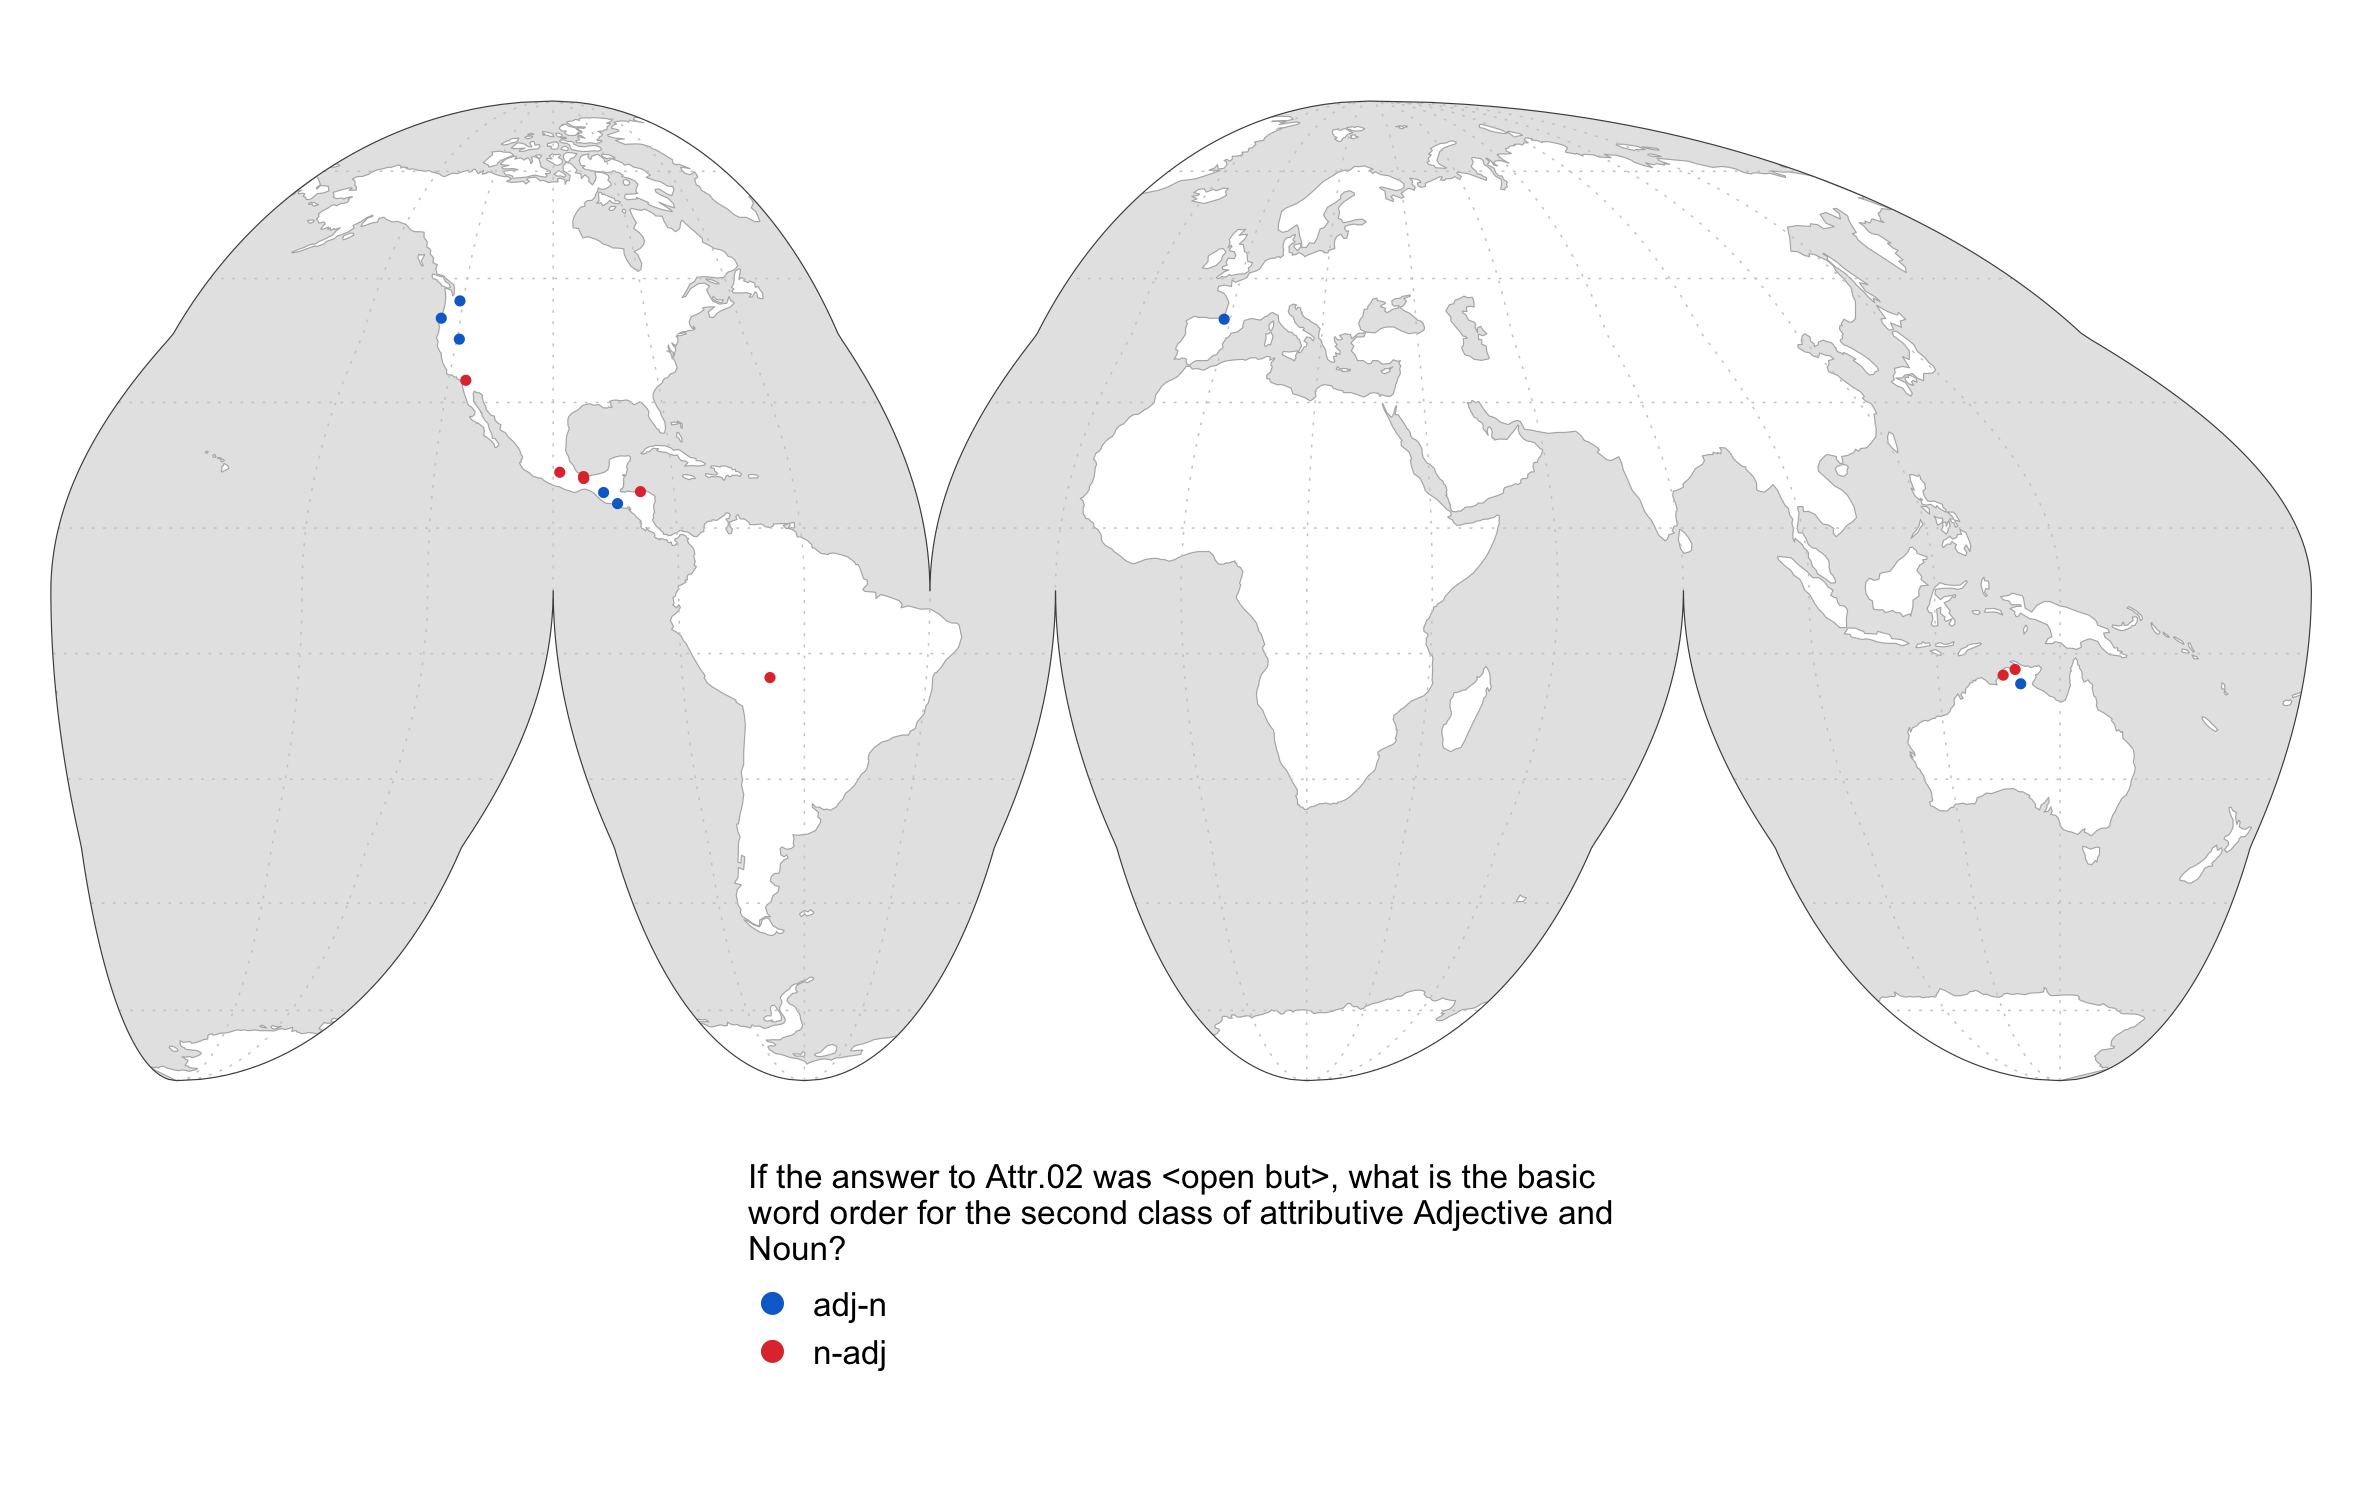 If the answer to Attr.02 was <open but>, what is the basic
word order for the second class of attributive Adjective and
Noun?
adj-n
n-adj